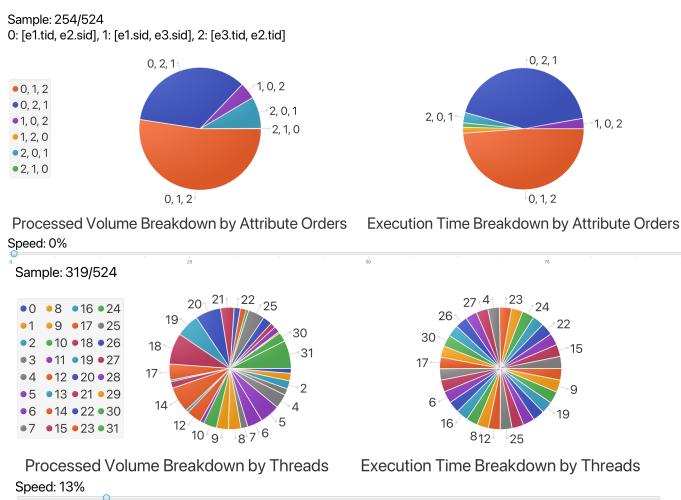 Sample: 254/524
0: [e1.tid, e2.sid], 1: [e1.sid, e3.sid], 2: [e3.tid, e2.tid]
0, 1, 2
0, 2, 1
1, 0, 2
1, 2, 0
2, 0, 1
2, 1, 0
0, 2, 1
1, 0, 2
2, 0, 1
2, 1, 0
0, 1, 2
0, 2, 1
2, 0, 1
1, 0, 2
0, 1, 2
Processed Volume Breakdown by Attribute Orders
Execution Time Breakdown by Attribute Orders
Speed: 0%
0 25 50 75
Sample: 319/524
0 8 16 24
1 9 17 25
2 10 18 26
3 11 19 27
4 12 20 28
5 13 21 29
6 14 22 30
7 15 23 31
21 22
20 25
19
30
18
31
17
2
14
4
12 5
10 9 8 7 6
27 4 23
26 24
22
30
15
17
9
6
19
16
8 12 25
Processed Volume Breakdown by Threads
Execution Time Breakdown by Threads
Speed: 13%